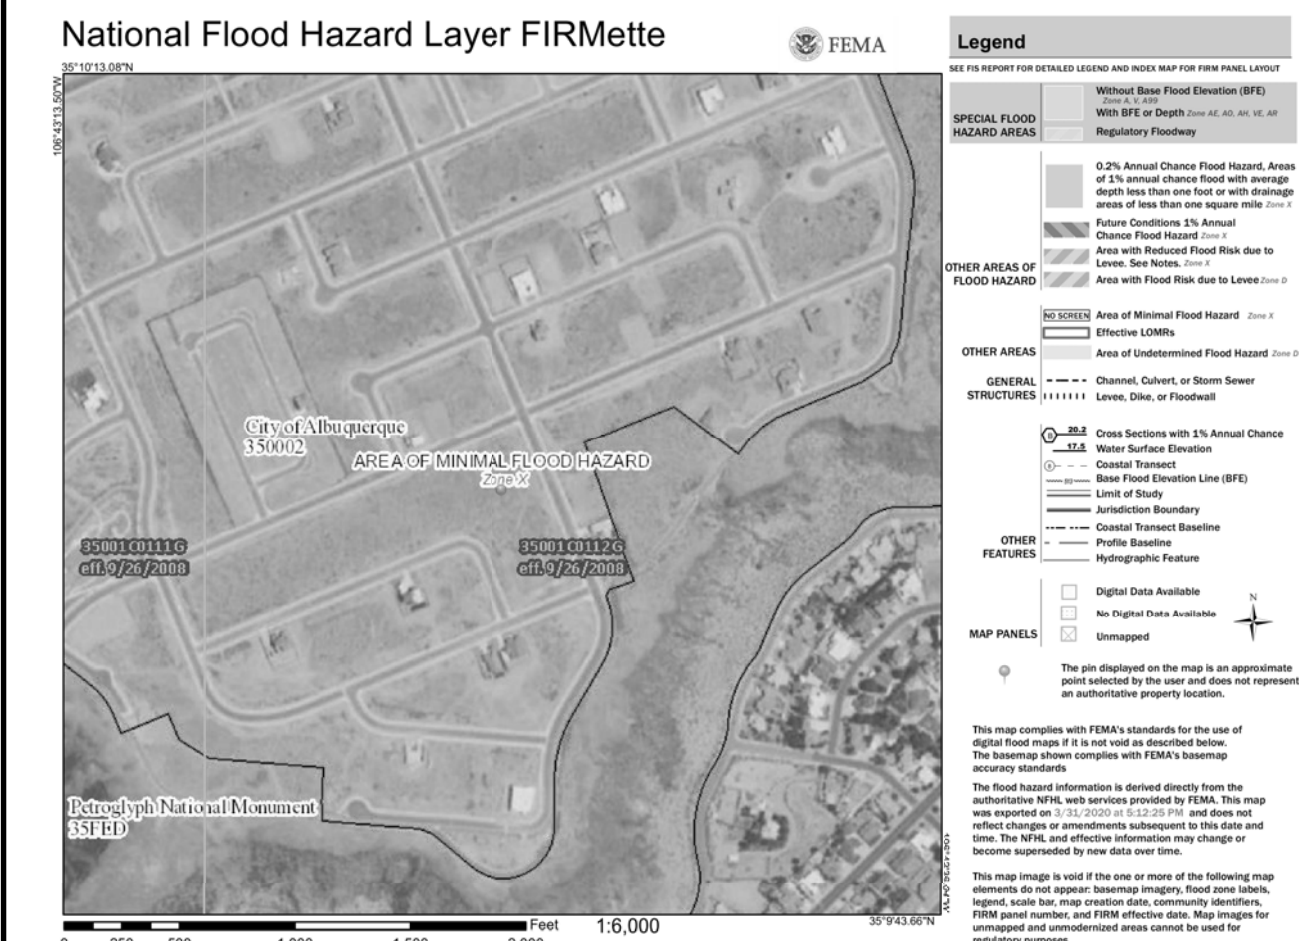 National Flood Hazard Layer FIRMette
FEMA
35°10'13.08"N
106°43'13.50"W
City of Albuquerque
350002
AREA OF MINIMAL FLOOD HAZARD
Zone X
35001C0111G
eff. 9/26/2008
35001C0112G
eff. 9/26/2008
Petroglyph National Monument
35FED
35°9'43.66"N
Feet
1:6,000
0 250 500 1,000 1,500 2,000
Legend
SEE FIS REPORT FOR DETAILED LEGEND AND INDEX MAP FOR FIRM PANEL LAYOUT
SPECIAL FLOOD
HAZARD AREAS
Without Base Flood Elevation (BFE)
Zone A, V, A99
With BFE or Depth Zone AE, AO, AH, VE, AR
Regulatory Floodway
0.2% Annual Chance Flood Hazard, Areas
of 1% annual chance flood with average
depth less than one foot or with drainage
areas of less than one square mile Zone X
Future Conditions 1% Annual
Chance Flood Hazard Zone X
Area with Reduced Flood Risk due to
Levee. See Notes. Zone X
Area with Flood Risk due to Levee Zone D
OTHER AREAS OF
FLOOD HAZARD
NO SCREEN Area of Minimal Flood Hazard Zone X
Effective LOMRs
Area of Undetermined Flood Hazard Zone D
OTHER AREAS
Channel, Culvert, or Storm Sewer
Levee, Dike, or Floodwall
GENERAL
STRUCTURES
B 20.2 Cross Sections with 1% Annual Chance
17.5 Water Surface Elevation
Coastal Transect
Base Flood Elevation Line (BFE)
Limit of Study
Jurisdiction Boundary
Coastal Transect Baseline
Profile Baseline
Hydrographic Feature
OTHER
FEATURES
Digital Data Available
No Digital Data Available
Unmapped
MAP PANELS
N
The pin displayed on the map is an approximate
point selected by the user and does not represent
an authoritative property location.
This map complies with FEMA's standards for the use of
digital flood maps if it is not void as described below.
The basemap shown complies with FEMA's basemap
accuracy standards
The flood hazard information is derived directly from the
authoritative NFHL web services provided by FEMA. This map
was exported on 3/31/2020 at 5:12:25 PM and does not
reflect changes or amendments subsequent to this date and
time. The NFHL and effective information may change or
become superseded by new data over time.
This map image is void if the one or more of the following map
elements do not appear: basemap imagery, flood zone labels,
legend, scale bar, map creation date, community identifiers,
FIRM panel number, and FIRM effective date. Map images for
unmapped and unmodernized areas cannot be used for
regulatory purposes.